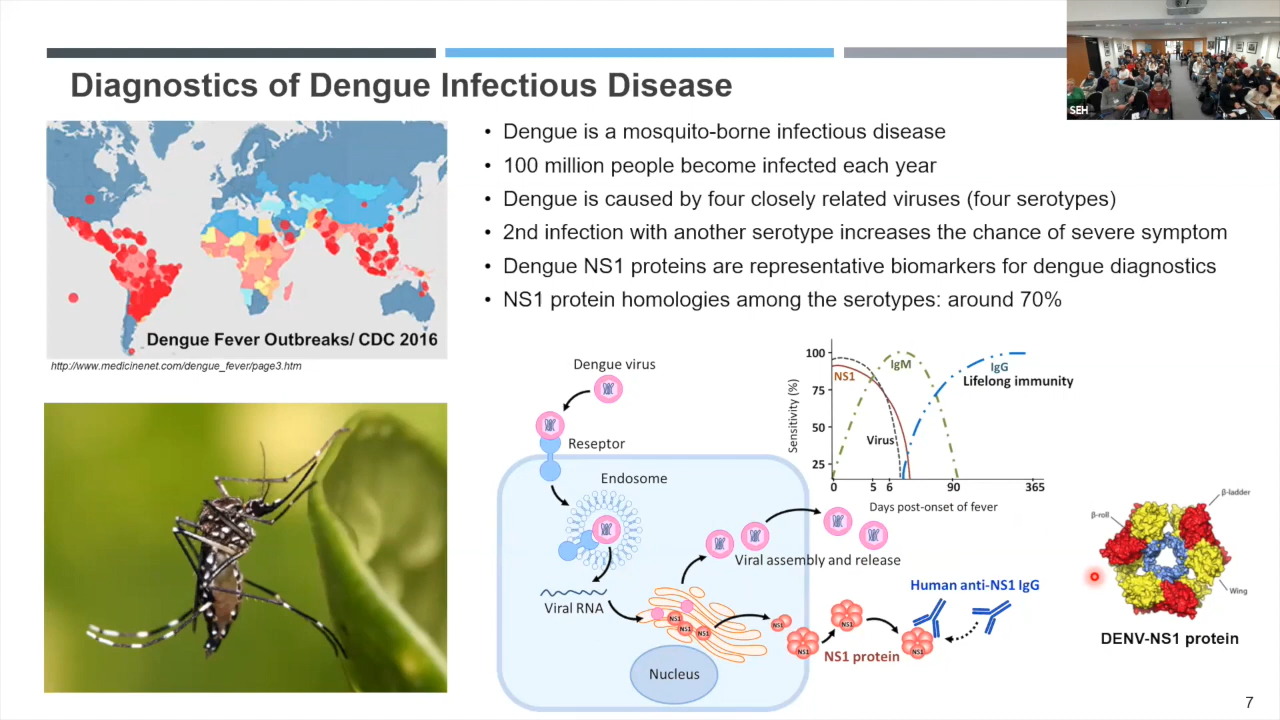 SEH
Diagnostics of Dengue Infectious Disease
Dengue Fever Outbreaks/ CDC 2016
http://www.medicinenet.com/dengue_fever/page3.htm
• Dengue is a mosquito-borne infectious disease
• 100 million people become infected each year
• Dengue is caused by four closely related viruses (four serotypes)
• 2nd infection with another serotype increases the chance of severe symptom
• Dengue NS1 proteins are representative biomarkers for dengue diagnostics
• NS1 protein homologies among the serotypes: around 70%
Dengue virus
Reseptor
Endosome
Viral RNA
NS1
NS1
NS1
Nucleus
Viral assembly and release
NS1
NS1
NS1
NS1
NS1 protein
Human anti-NS1 IgG
Sensitivity (%)
100
75
50
25
NS1
IgM
IgG
Lifelong immunity
Virus
0 5 6 90 365
Days post-onset of fever
β-ladder
β-roll
Wing
DENV-NS1 protein
7